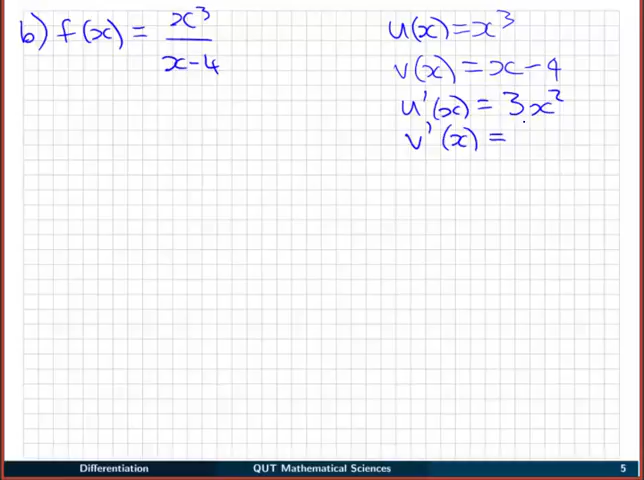 b) f(x) = x³/(x-4)
u(x) = x³
v(x) = x-4
u'(x) = 3x²
v'(x) =
Differentiation QUT Mathematical Sciences 5